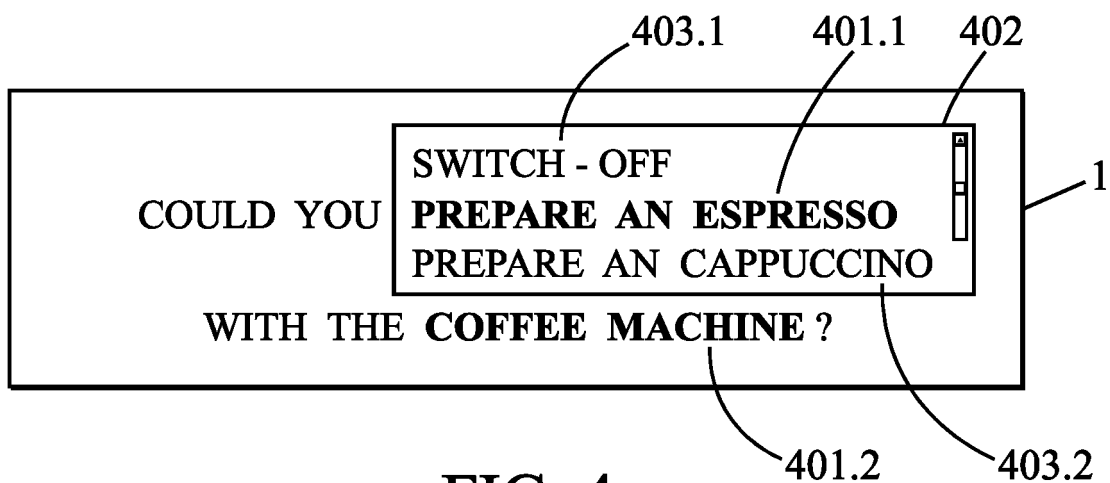 403.1 401.1 402
SWITCH - OFF
1
COULD YOU PREPARE AN ESPRESSO
PREPARE AN CAPPUCCINO
WITH THE COFFEE MACHINE ?
401.2 403.2